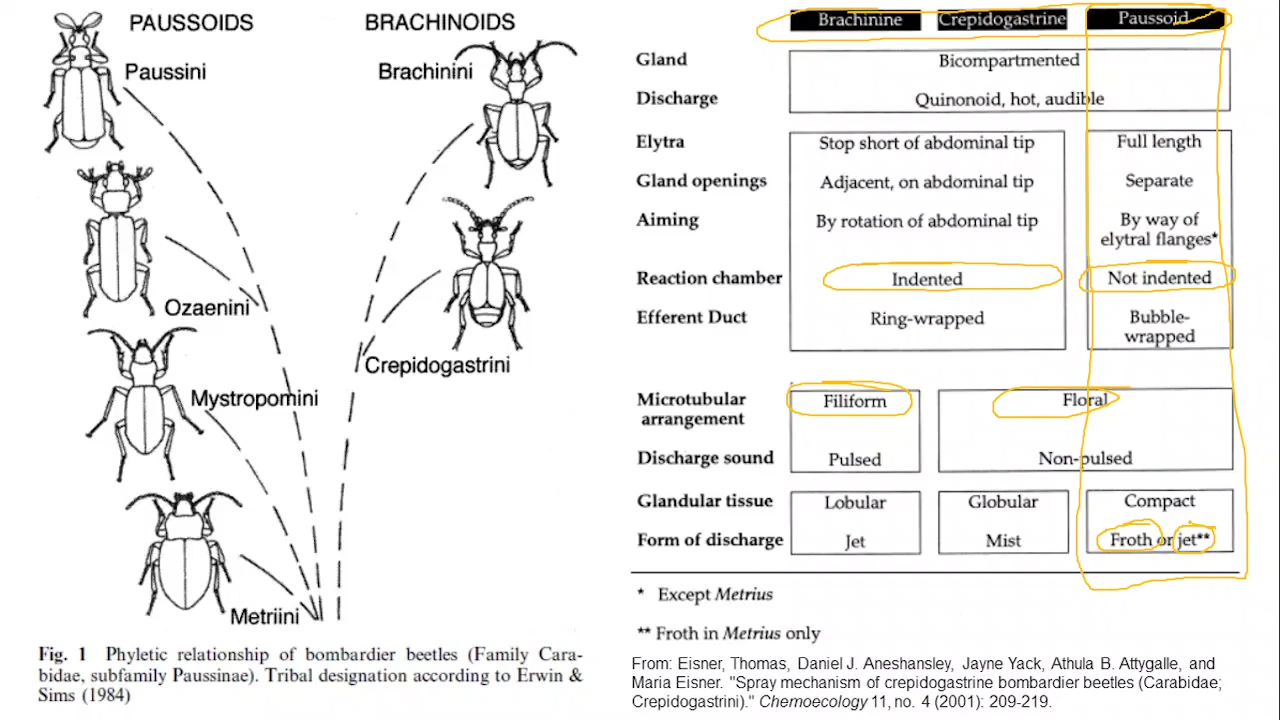 PAUSSOIDS
BRACHINOIDS
Paussini
Brachinini
Ozaenini
Crepidogastrini
Mystropomini
Metriini
Fig. 1 Phyletic relationship of bombardier beetles (Family Cara-
bidae, subfamily Paussinae). Tribal designation according to Erwin &
Sims (1984)
Brachinine Crepidogastrine Paussoid
Gland Bicompartmented
Discharge Quinonoid, hot, audible
Elytra Stop short of abdominal tip Full length
Gland openings Adjacent, on abdominal tip Separate
Aiming By rotation of abdominal tip By way of
elytral flanges*
Reaction chamber Indented Not indented
Efferent Duct Ring-wrapped Bubble-
wrapped
Microtubular Filiform Floral
arrangement
Discharge sound Pulsed Non-pulsed
Glandular tissue Lobular Globular Compact
Form of discharge Jet Mist Froth or jet**
* Except Metrius
** Froth in Metrius only
From: Eisner, Thomas, Daniel J. Aneshansley, Jayne Yack, Athula B. Attygalle, and
Maria Eisner. "Spray mechanism of crepidogastrine bombardier beetles (Carabidae;
Crepidogastrini)." Chemoecology 11, no. 4 (2001): 209-219.